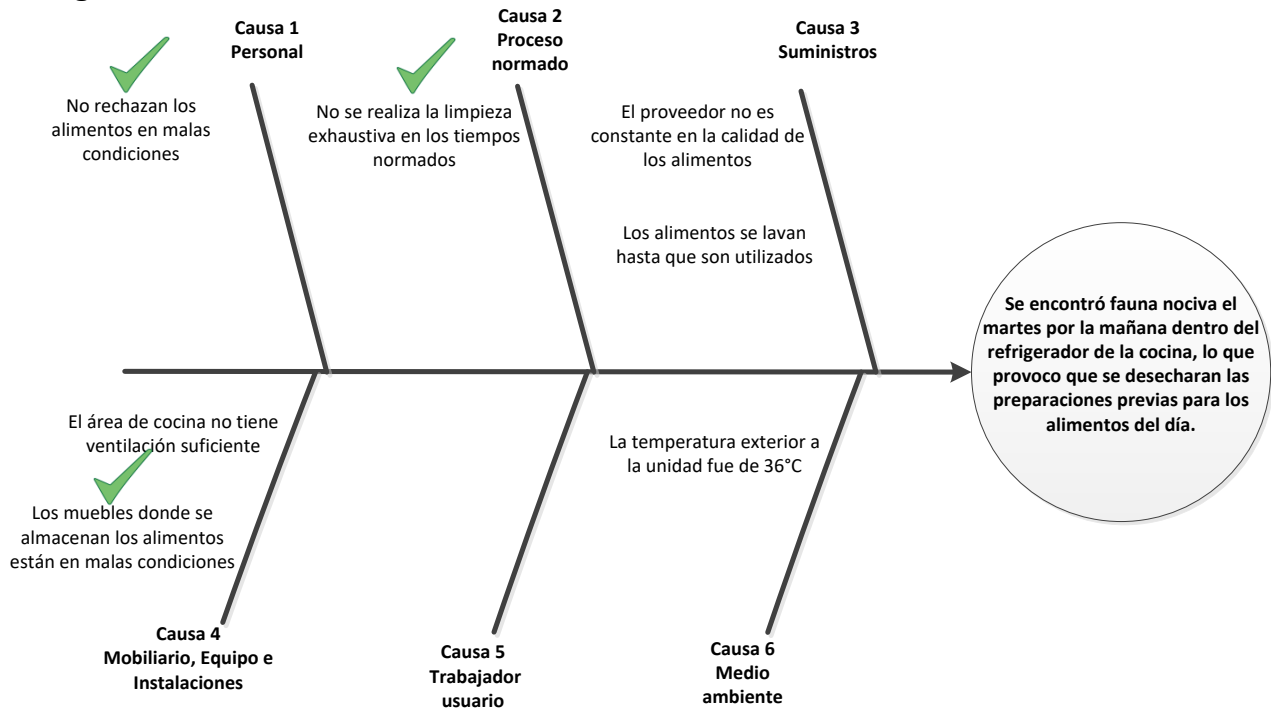 Causa 1
Personal
Causa 2
Proceso
normado
Causa 3
Suministros
No rechazan los
alimentos en malas
condiciones
No se realiza la limpieza
exhaustiva en los tiempos
normados
El proveedor no es
constante en la calidad de
los alimentos
Los alimentos se lavan
hasta que son utilizados
Se encontró fauna nociva el
martes por la mañana dentro del
refrigerador de la cocina, lo que
provoco que se desecharan las
preparaciones previas para los
alimentos del día.
El área de cocina no tiene
ventilación suficiente
Los muebles donde se
almacenan los alimentos
están en malas condiciones
La temperatura exterior a
la unidad fue de 36°C
Causa 4
Mobiliario, Equipo e
Instalaciones
Causa 5
Trabajador
usuario
Causa 6
Medio
ambiente